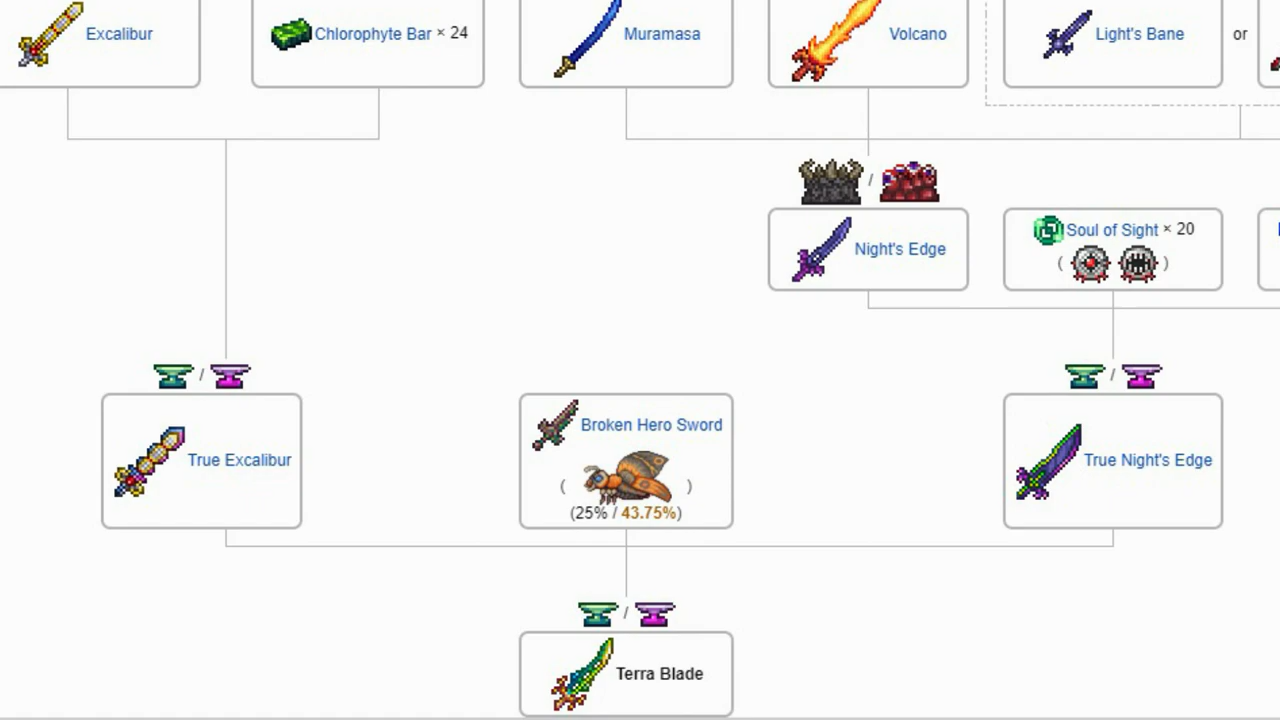 Excalibur
Chlorophyte Bar × 24
Muramasa
Volcano
Light's Bane
or
/
Night's Edge
Soul of Sight × 20
( )
/
/
True Excalibur
Broken Hero Sword
( )
(25% / 43.75%)
True Night's Edge
/
Terra Blade